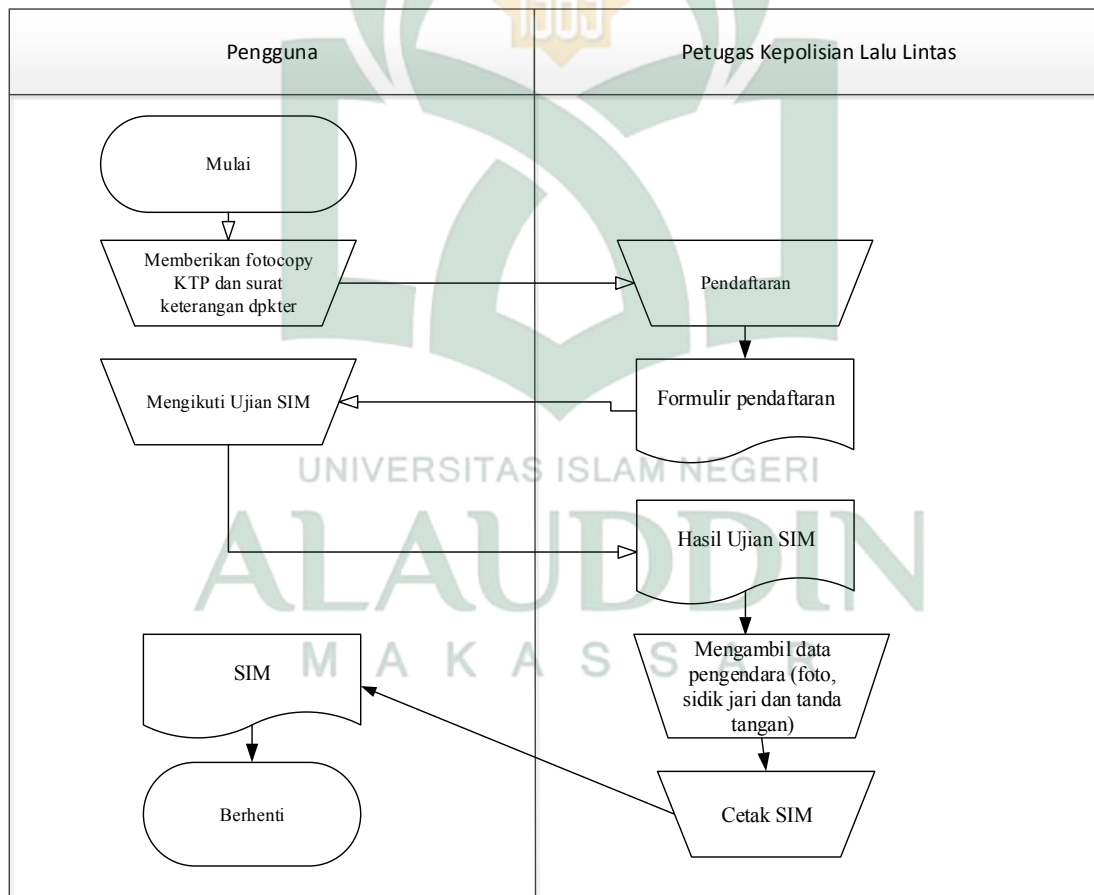 Pengguna
Petugas Kepolisian Lalu Lintas
Mulai
Memberikan fotocopy
KTP dan surat
keterangan dpkter
Pendaftaran
Mengikuti Ujian SIM
Formulir pendaftaran
UNIVERSITAS ISLAM NEGERI
ALAUDDIN
MAKASSAR
Hasil Ujian SIM
Mengambil data
pengendara (foto,
sidik jari dan tanda
tangan)
SIM
Cetak SIM
Berhenti